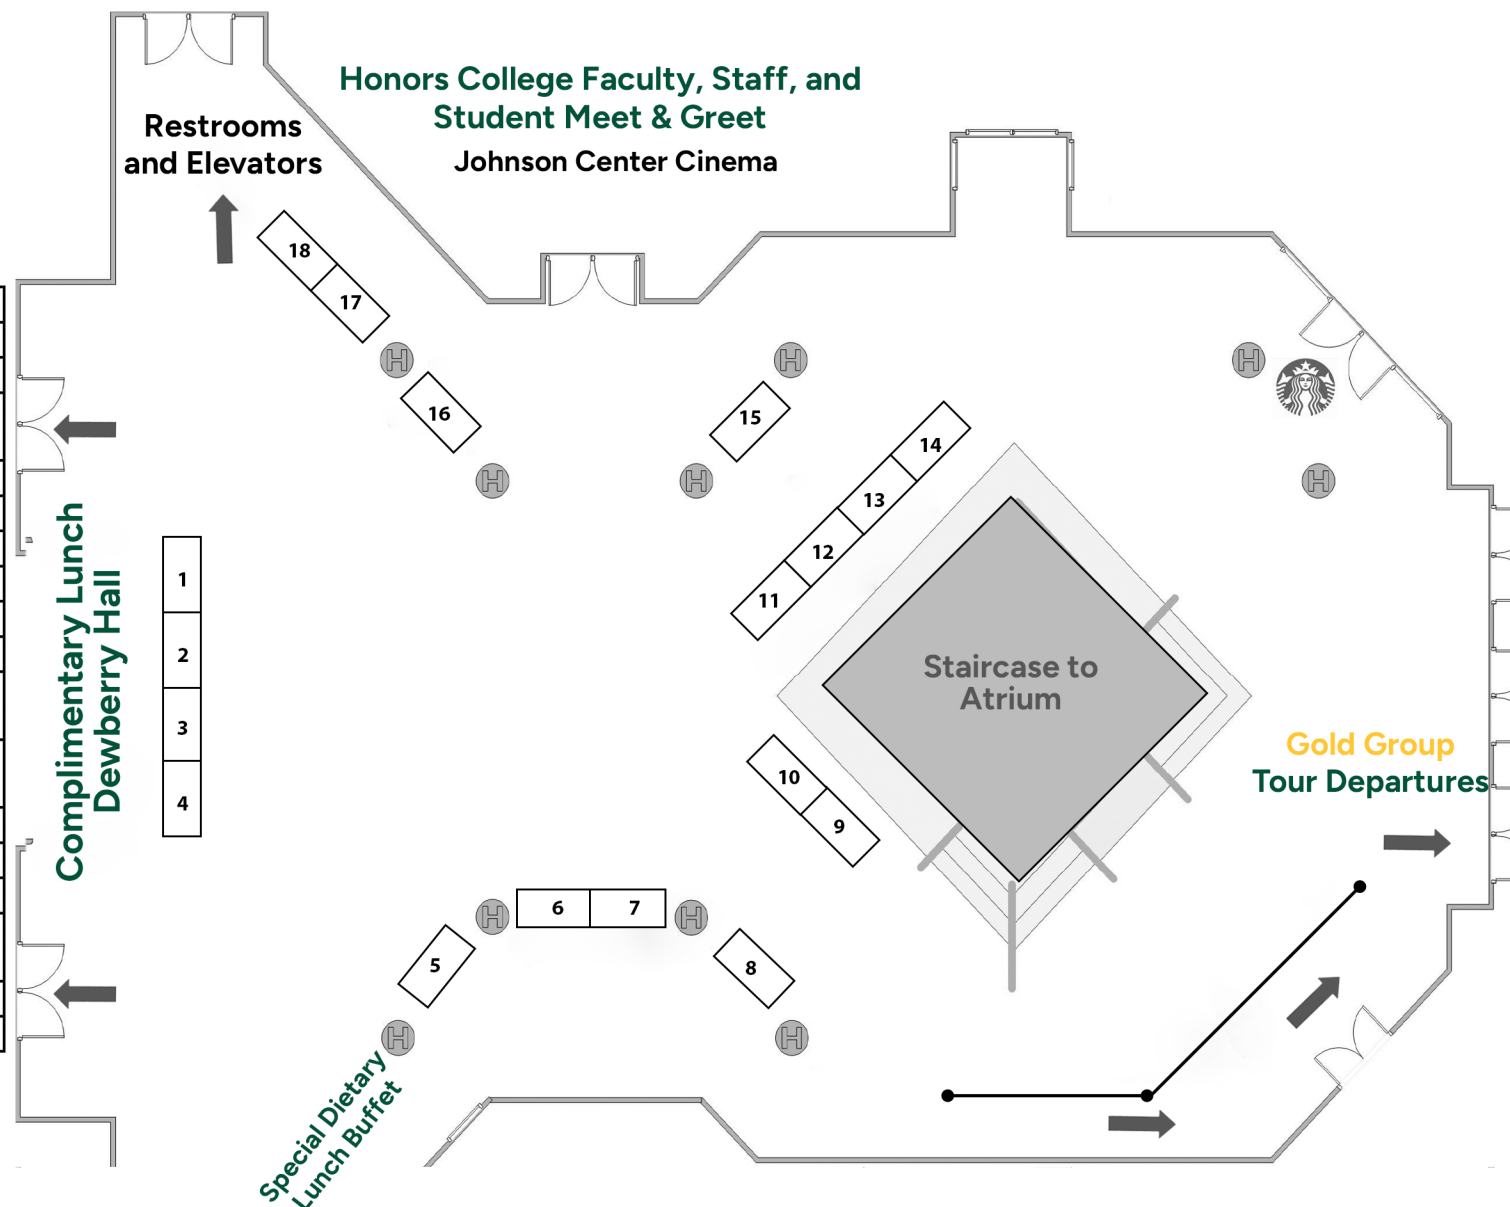 Honors College Faculty, Staff, and
Student Meet & Greet
Johnson Center Cinema
Restrooms
and Elevators
18
17
H
16
H
H
15
H
14
13
12
11
H
H
Complimentary Lunch
Dewberry Hall
1
2
3
4
Staircase to
Atrium
Gold Group
Tour Departures
10
9
H
6
7
H
5
8
H
H
Special Dietary
Lunch Buffet